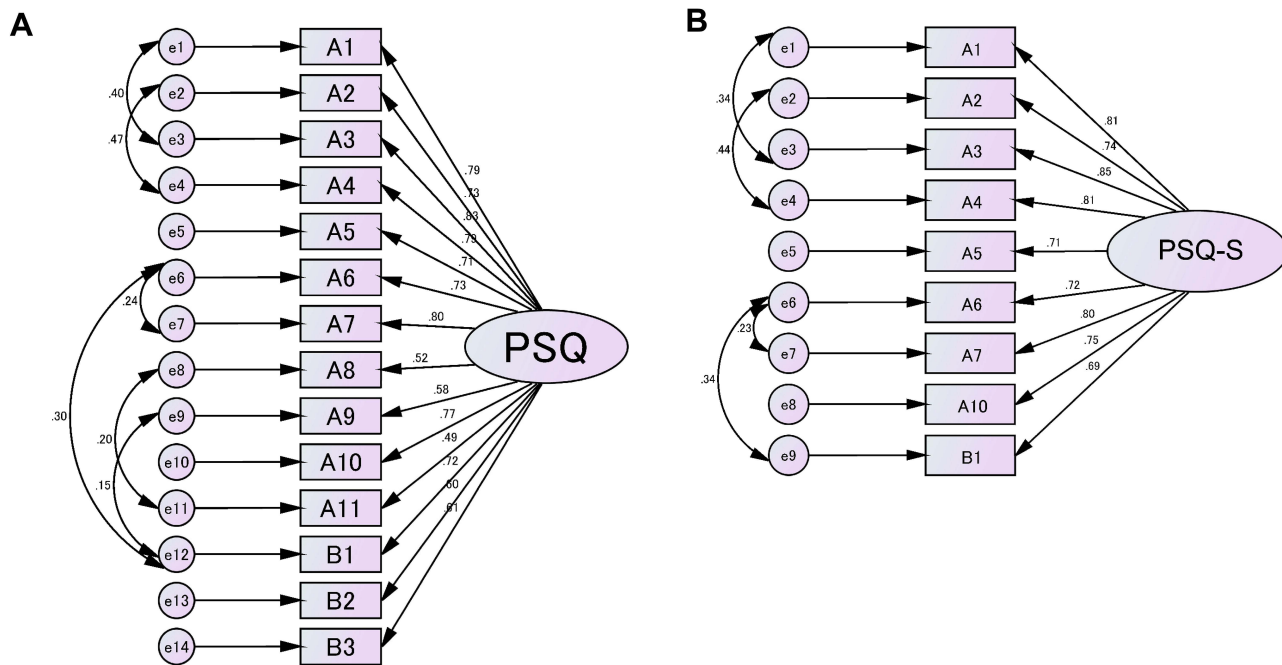 A
e1
A1
e2
A2
.40
e3
A3
.47
e4
A4
.79
.73
.83
.79
e5
A5
.71
e6
A6
.73
.24
e7
A7
.80
PSQ
e8
A8
.52
.30
e9
A9
.58
.77
.20
e10
A10
.49
.72
.15
e11
A11
.60
.61
e12
B1
e13
B2
e14
B3
B
e1
A1
.34
e2
A2
.81
.74
.44
e3
A3
.85
e4
A4
.81
e5
A5
.71
PSQ-S
e6
A6
.72
.23
e7
A7
.80
.75
.34
e8
A10
.69
e9
B1